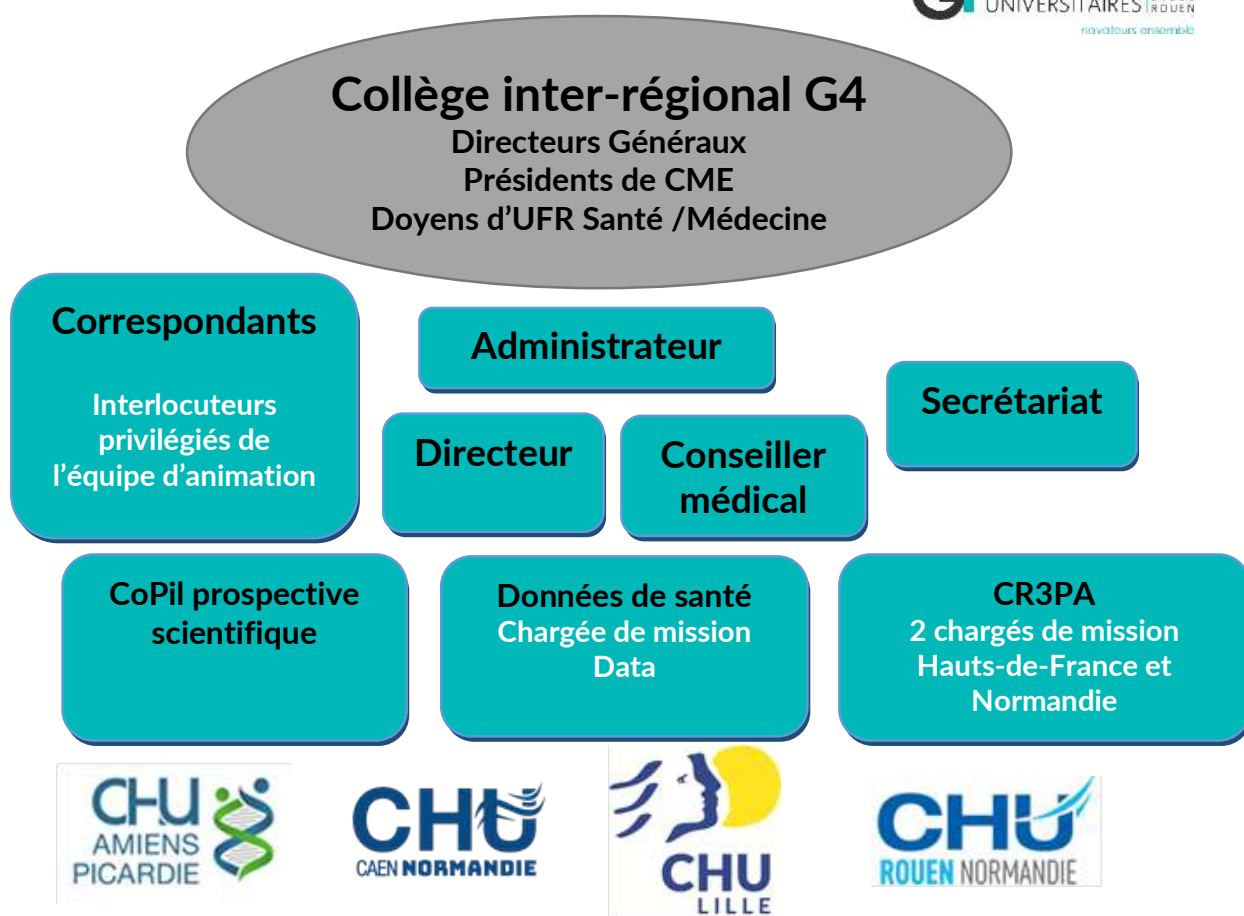 UNIVERSITAIRES
ROUEN
novateurs ensemble
Collège inter-régional G4
Directeurs Généraux
Présidents de CME
Doyens d’UFR Santé /Médecine
Correspondants
Interlocuteurs
privilégiés de
l’équipe d’animation
Administrateur
Directeur
Conseiller
médical
Secrétariat
CoPil prospective
scientifique
Données de santé
Chargée de mission
Data
CR3PA
2 chargés de mission
Hauts-de-France et
Normandie
CHU
AMIENS
PICARDIE
CHU
CAEN NORMANDIE
CHU
LILLE
CHU
ROUEN NORMANDIE